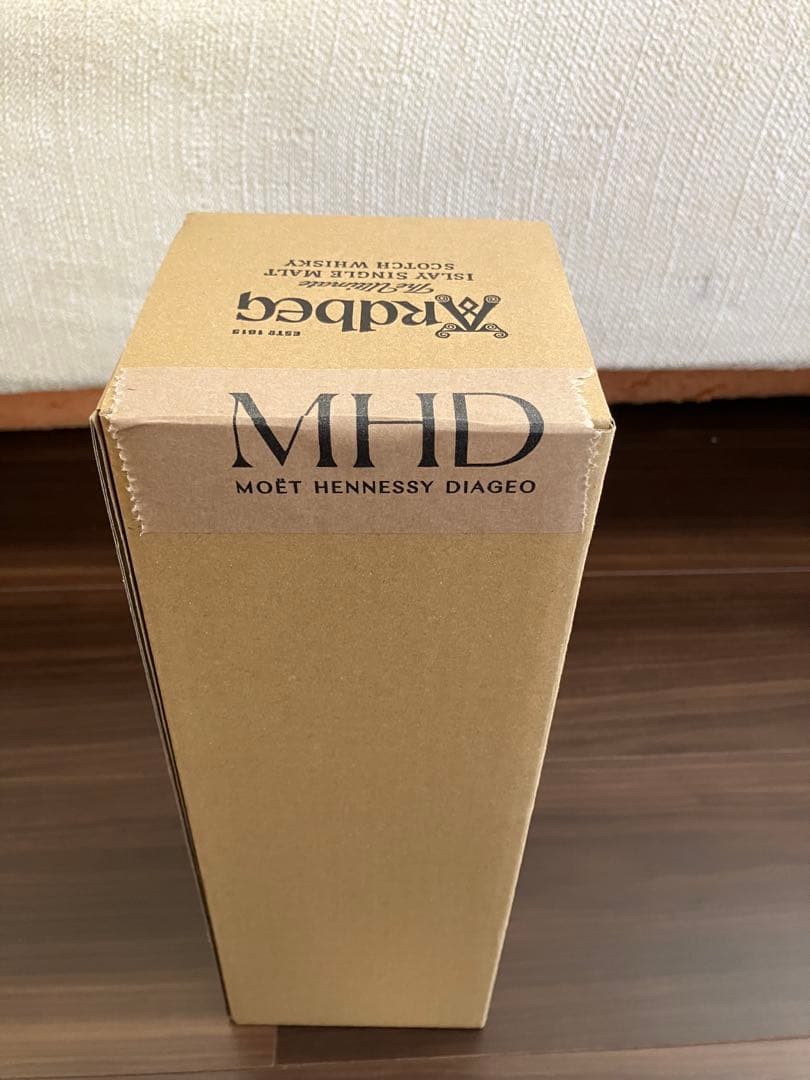 Ardbeg
ESTD 1815
The Ultimate
ISLAY SINGLE MALT
SCOTCH WHISKY
MHD
MOËT HENNESSY DIAGEO